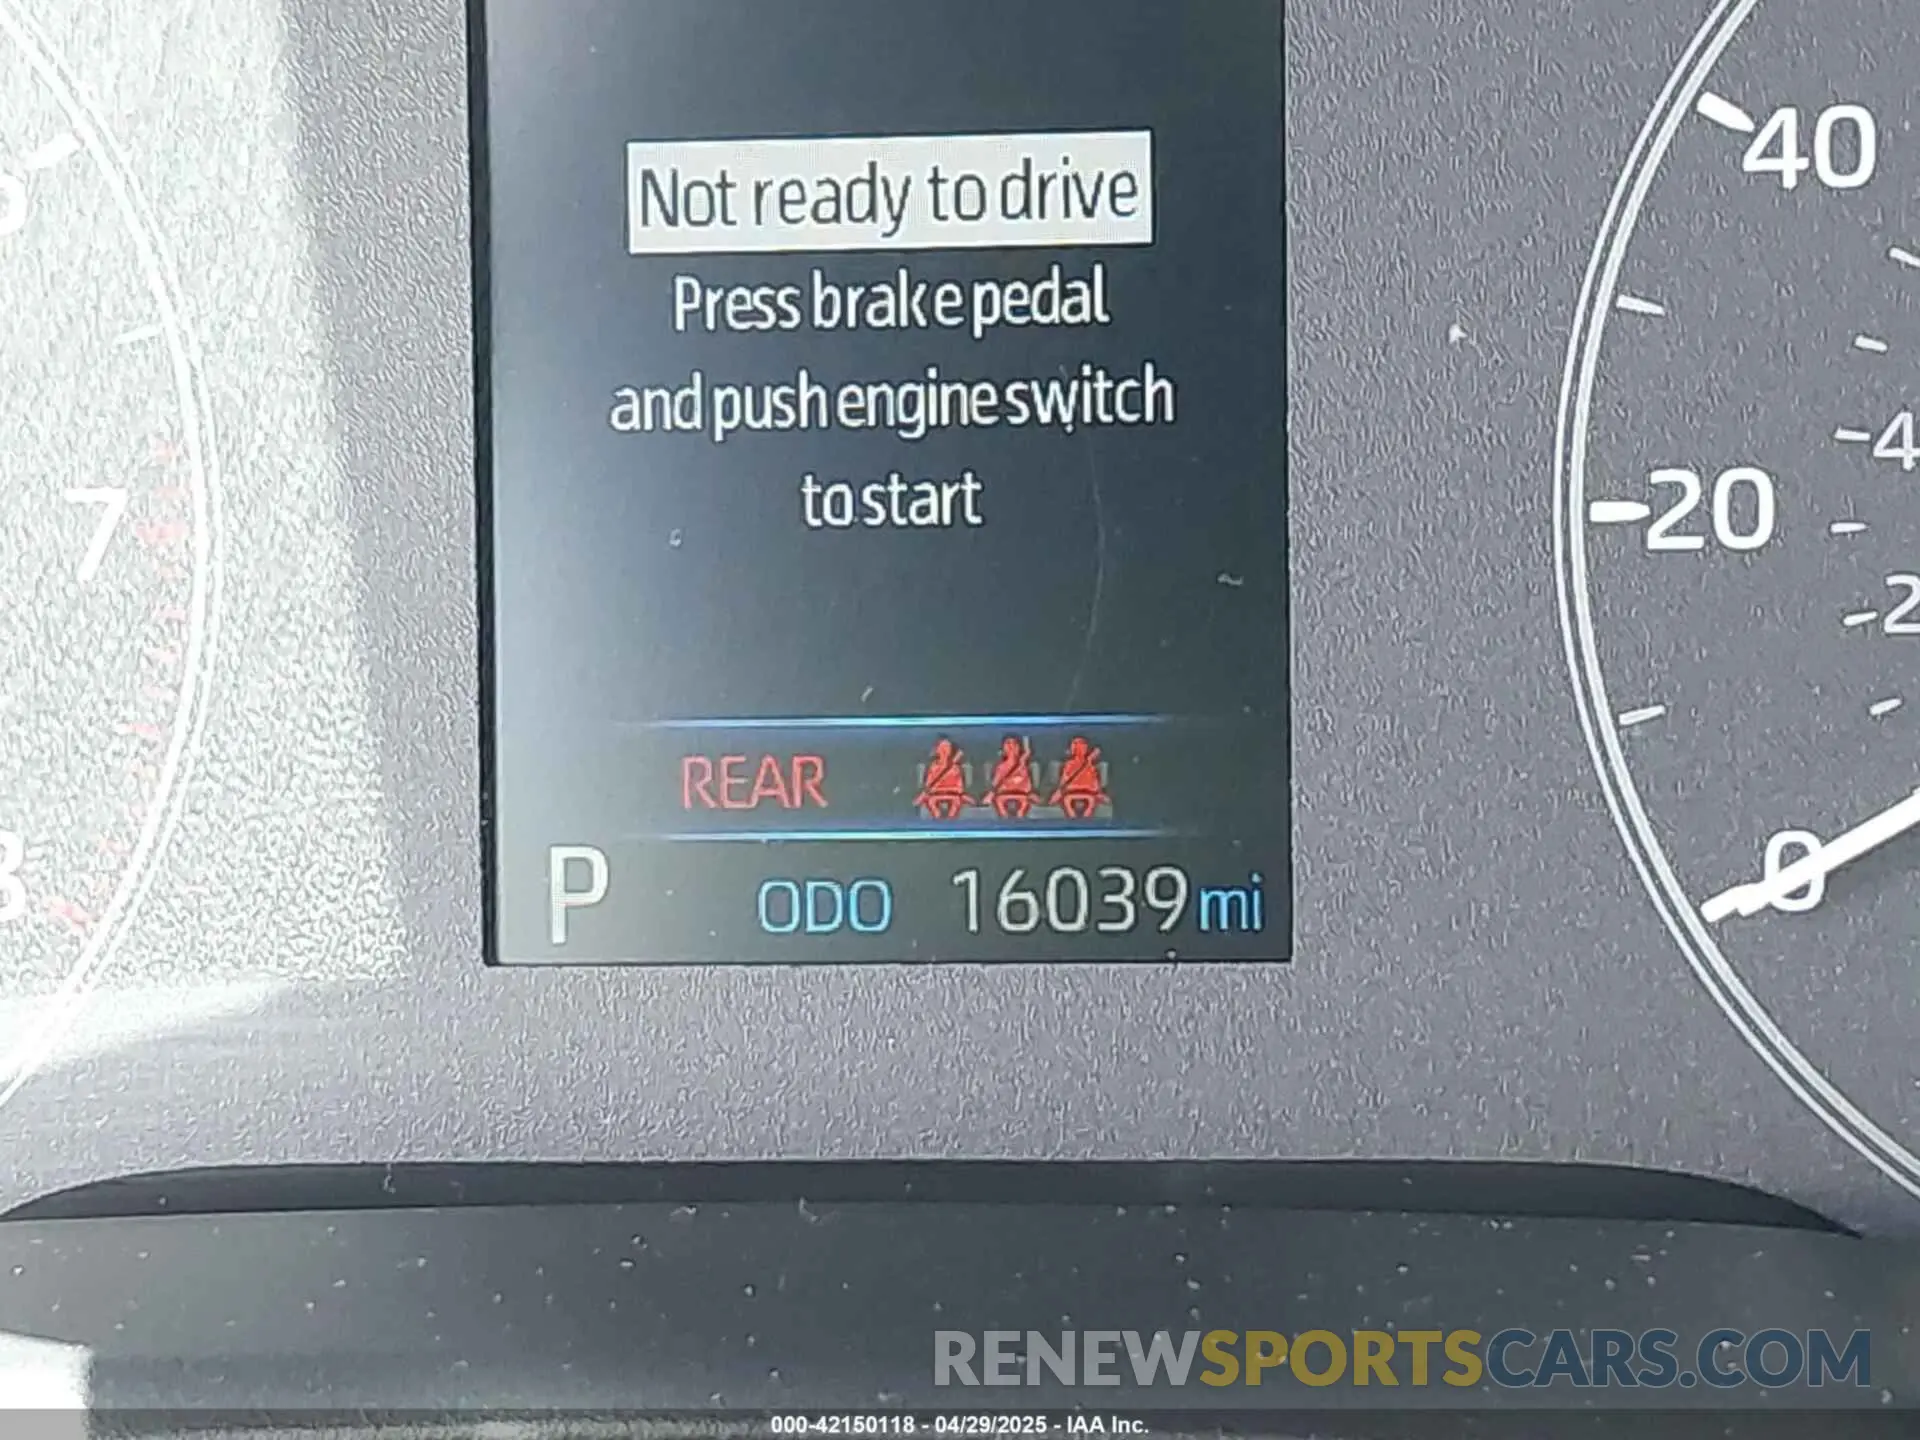 Not ready to drive
Press brake pedal
and push engine switch
to start
REAR
P ODO 16039 mi
7
40
20
0
RENEWSPORTSCARS.COM
000-42150118 - 04/29/2025 - IAA Inc.